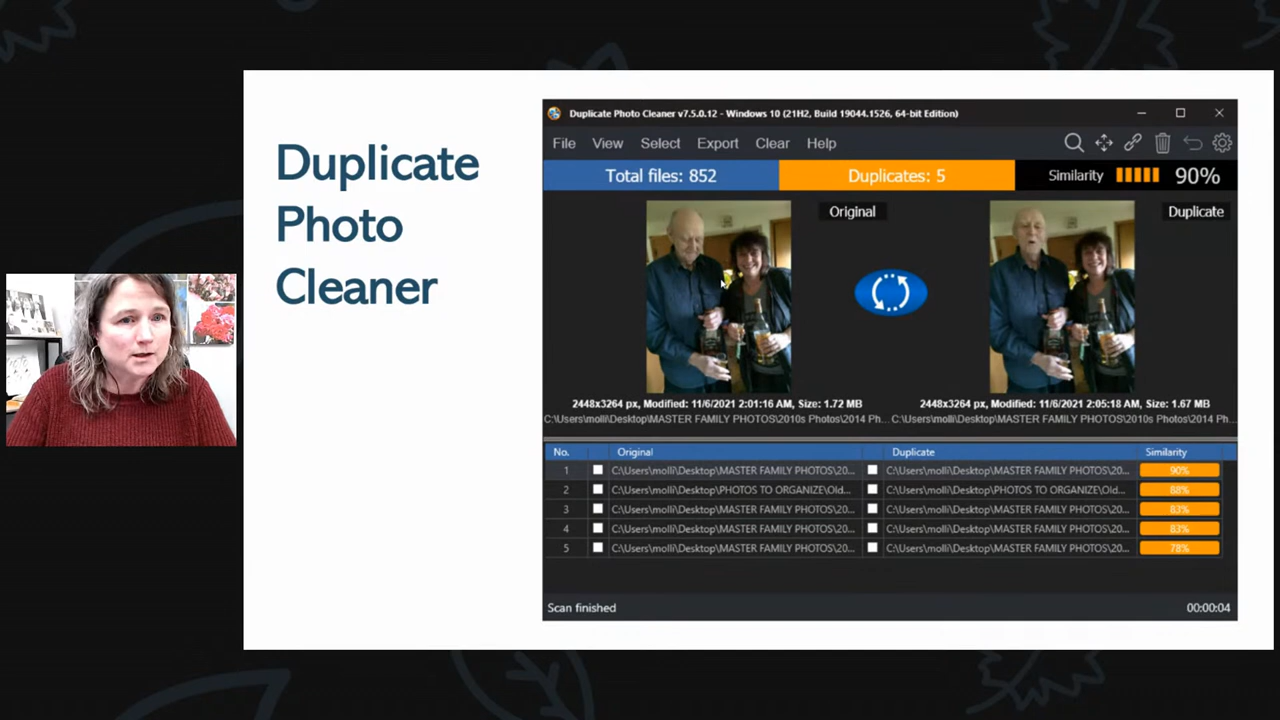 Duplicate
Photo
Cleaner
Duplicate Photo Cleaner v7.5.0.12 - Windows 10 (21H2, Build 19044.1526, 64-bit Edition)
File View Select Export Clear Help
Total files: 852 Duplicates: 5 Similarity 90%
Original Duplicate
2448x3264 px, Modified: 11/6/2021 2:01:16 AM, Size: 1.72 MB 2448x3264 px, Modified: 11/6/2021 2:05:18 AM, Size: 1.67 MB
C:\Users\molli\Desktop\MASTER FAMILY PHOTOS\2010s Photos\2014 Ph... C:\Users\molli\Desktop\MASTER FAMILY PHOTOS\2010s Photos\2014 Ph...
No. Original Duplicate Similarity
1 C:\Users\molli\Desktop\MASTER FAMILY PHOTOS\20... C:\Users\molli\Desktop\MASTER FAMILY PHOTOS\20... 90%
2 C:\Users\molli\Desktop\PHOTOS TO ORGANIZE\Old... C:\Users\molli\Desktop\PHOTOS TO ORGANIZE\Old... 88%
3 C:\Users\molli\Desktop\MASTER FAMILY PHOTOS\20... C:\Users\molli\Desktop\MASTER FAMILY PHOTOS\20... 83%
4 C:\Users\molli\Desktop\MASTER FAMILY PHOTOS\20... C:\Users\molli\Desktop\MASTER FAMILY PHOTOS\20... 83%
5 C:\Users\molli\Desktop\MASTER FAMILY PHOTOS\20... C:\Users\molli\Desktop\MASTER FAMILY PHOTOS\20... 78%
Scan finished 00:00:04